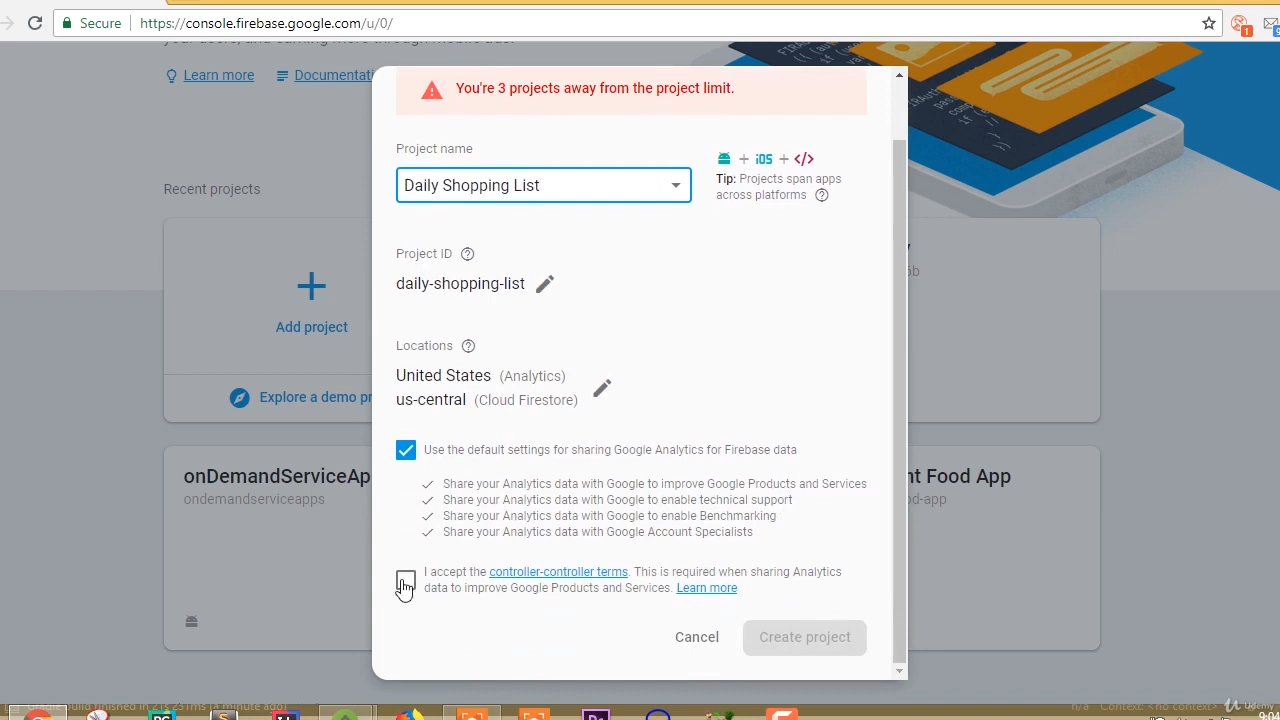 Secure
https://console.firebase.google.com/u/0/
1
Learn more
You're 3 projects away from the project limit.
Project name
Daily Shopping List
+ iOS + </>
Tip: Projects span apps
across platforms
Recent projects
Project ID
daily-shopping-list
Add project
Locations
United States (Analytics)
us-central (Cloud Firestore)
Explore a demo
Use the default settings for sharing Google Analytics for Firebase data
Share your Analytics data with Google to improve Google Products and Services
Share your Analytics data with Google to enable technical support
Share your Analytics data with Google to enable Benchmarking
Share your Analytics data with Google Account Specialists
onDemandServiceAp
ondemandserviceapps
nt Food App
od-app
I accept the controller-controller terms. This is required when sharing Analytics
data to improve Google Products and Services. Learn more
Cancel
Create project
n/a Context: <no context>
Udemy